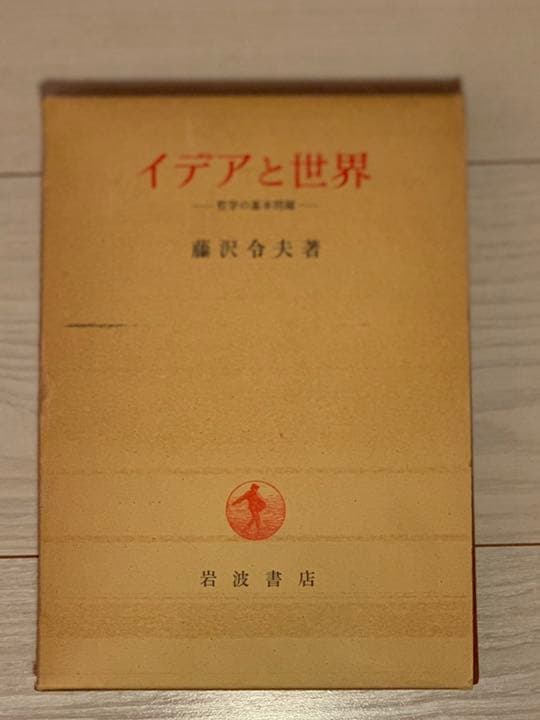 イデアと世界
── 哲学の基本問題 ──
藤沢令夫著
岩波書店